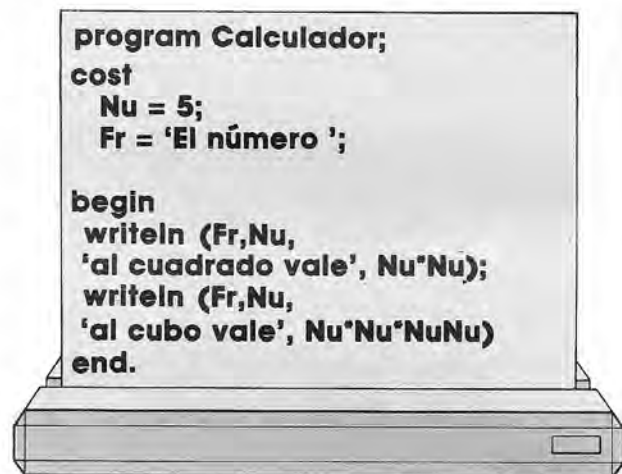 program Calculador;
cost
Nu = 5;
Fr = 'El número ';
begin
writeln (Fr,Nu,
'al cuadrado vale', Nu*Nu);
writeln (Fr,Nu,
'al cubo vale', Nu*Nu*NuNu)
end.